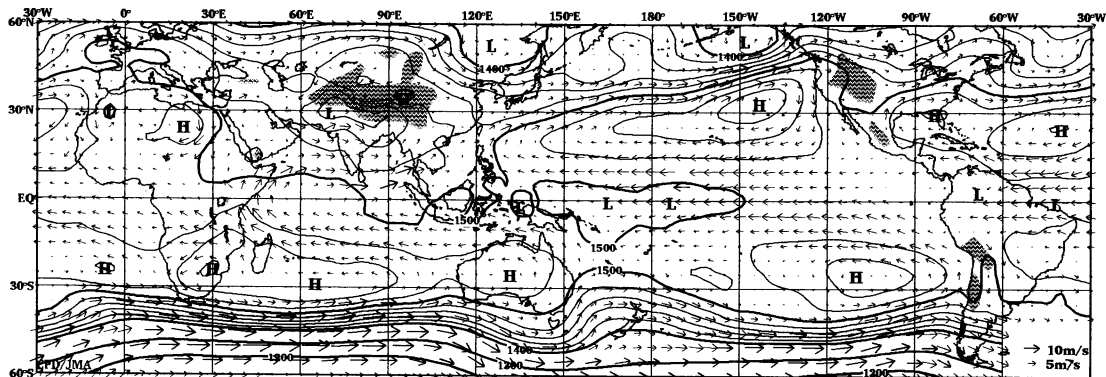 30°W 0° 30°E 60°E 90°E 120°E 150°E 180° 150°W 120°W 90°W 60°W 30°W
60°N
L L
1400 1400
30°N
H L H H H
EQ
L L L L L
1500
1500
1500
H H H H H
30°S
1400
1300 1300 1200
10m/s
5m/s
60°S
CPD/JMA